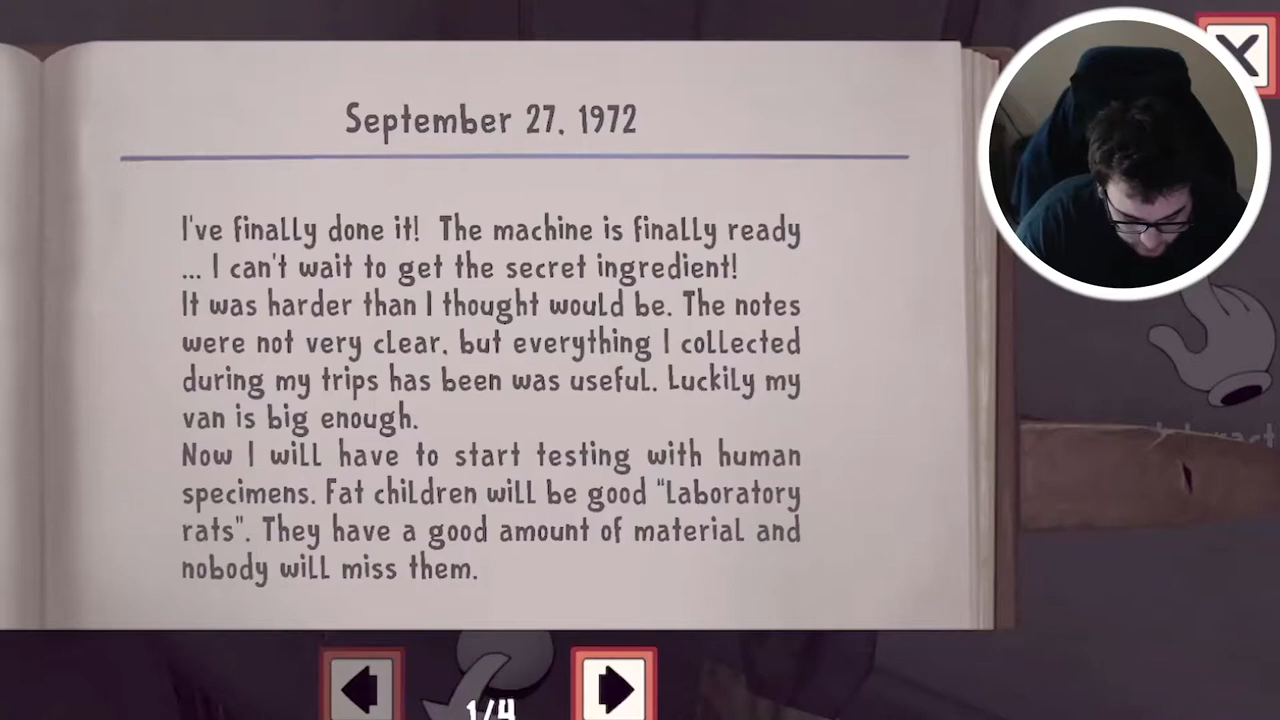 September 27, 1972
I've finally done it! The machine is finally ready
... I can't wait to get the secret ingredient!
It was harder than I thought would be. The notes
were not very clear, but everything I collected
during my trips has been was useful. Luckily my
van is big enough.
Now I will have to start testing with human
specimens. Fat children will be good "laboratory
rats". They have a good amount of material and
nobody will miss them.
1/4